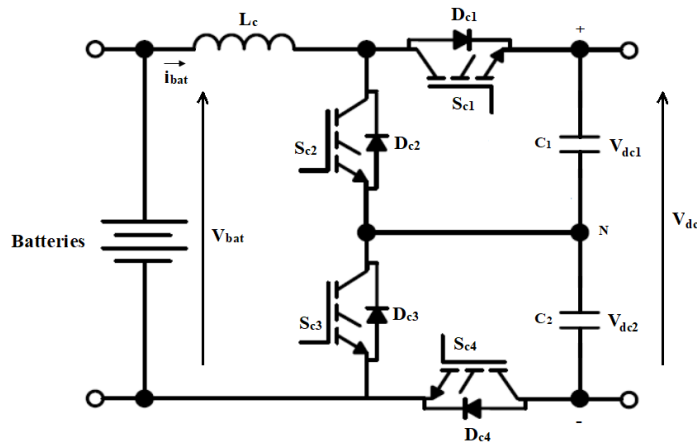 Lc
Dc1
+
ibat
Sc1
Sc2
Dc2
C1
Vdc1
Batteries
Vbat
N
Vdc
Sc3
Dc3
C2
Vdc2
Sc4
Dc4
-